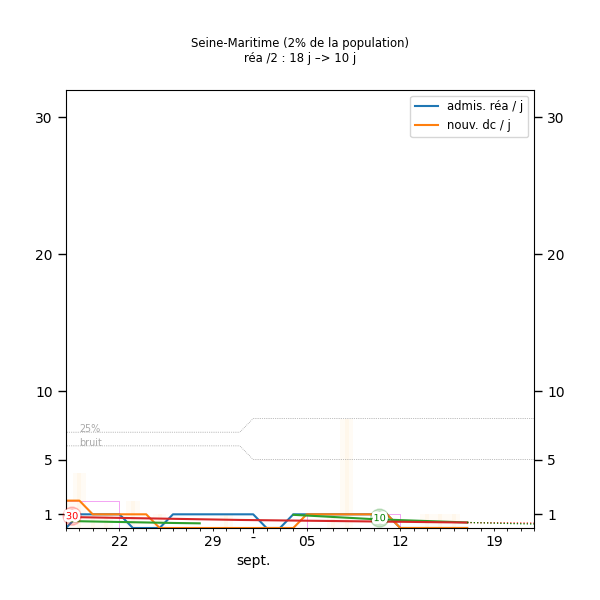 Seine-Maritime (2% de la population)
réa /2 : 18 j –> 10 j
admis. réa / j
nouv. dc / j
30 30
20 20
10 10
25%
bruit
5 5
1 30 10 1
22 29 - 05 12 19
sept.